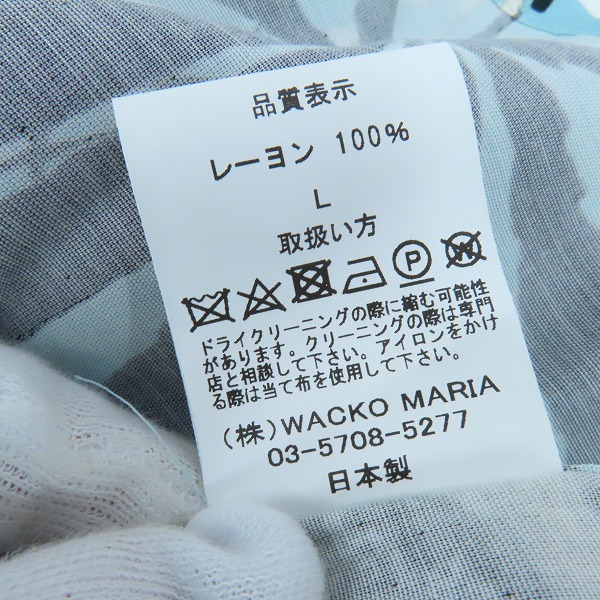 品質表示
レーヨン 100%
L
取扱い方
P W
ドライクリーニングの際に縮む可能性
があります。クリーニングの際は専門
店と相談して下さい。アイロンをかけ
る際は当て布を使用して下さい。
(株)WACKO MARIA
03-5708-5277
日本製